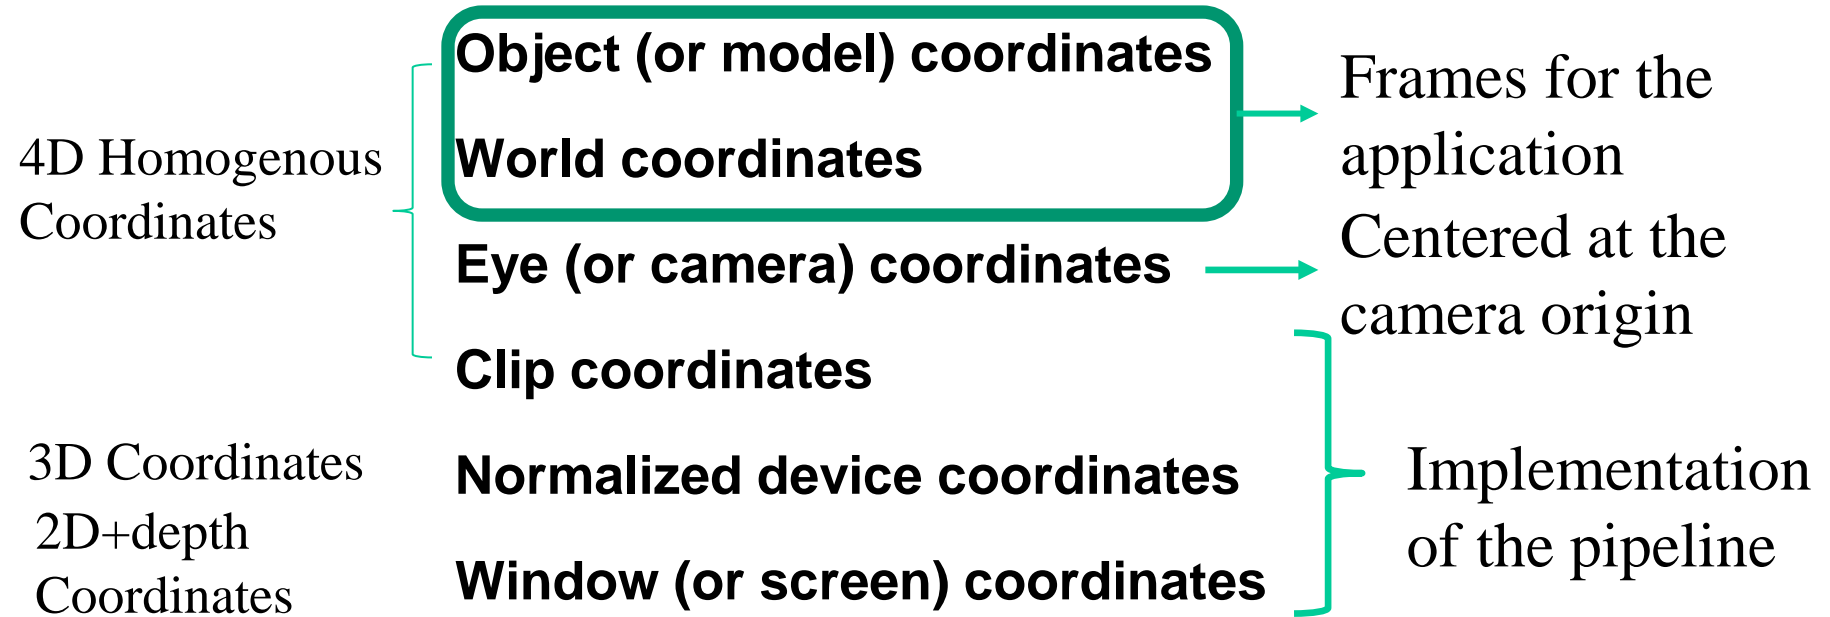 Object (or model) coordinates
World coordinates
Eye (or camera) coordinates
Clip coordinates
Normalized device coordinates
Window (or screen) coordinates
4D Homogenous
Coordinates
3D Coordinates
2D+depth
Coordinates
Frames for the
application
Centered at the
camera origin
Implementation
of the pipeline